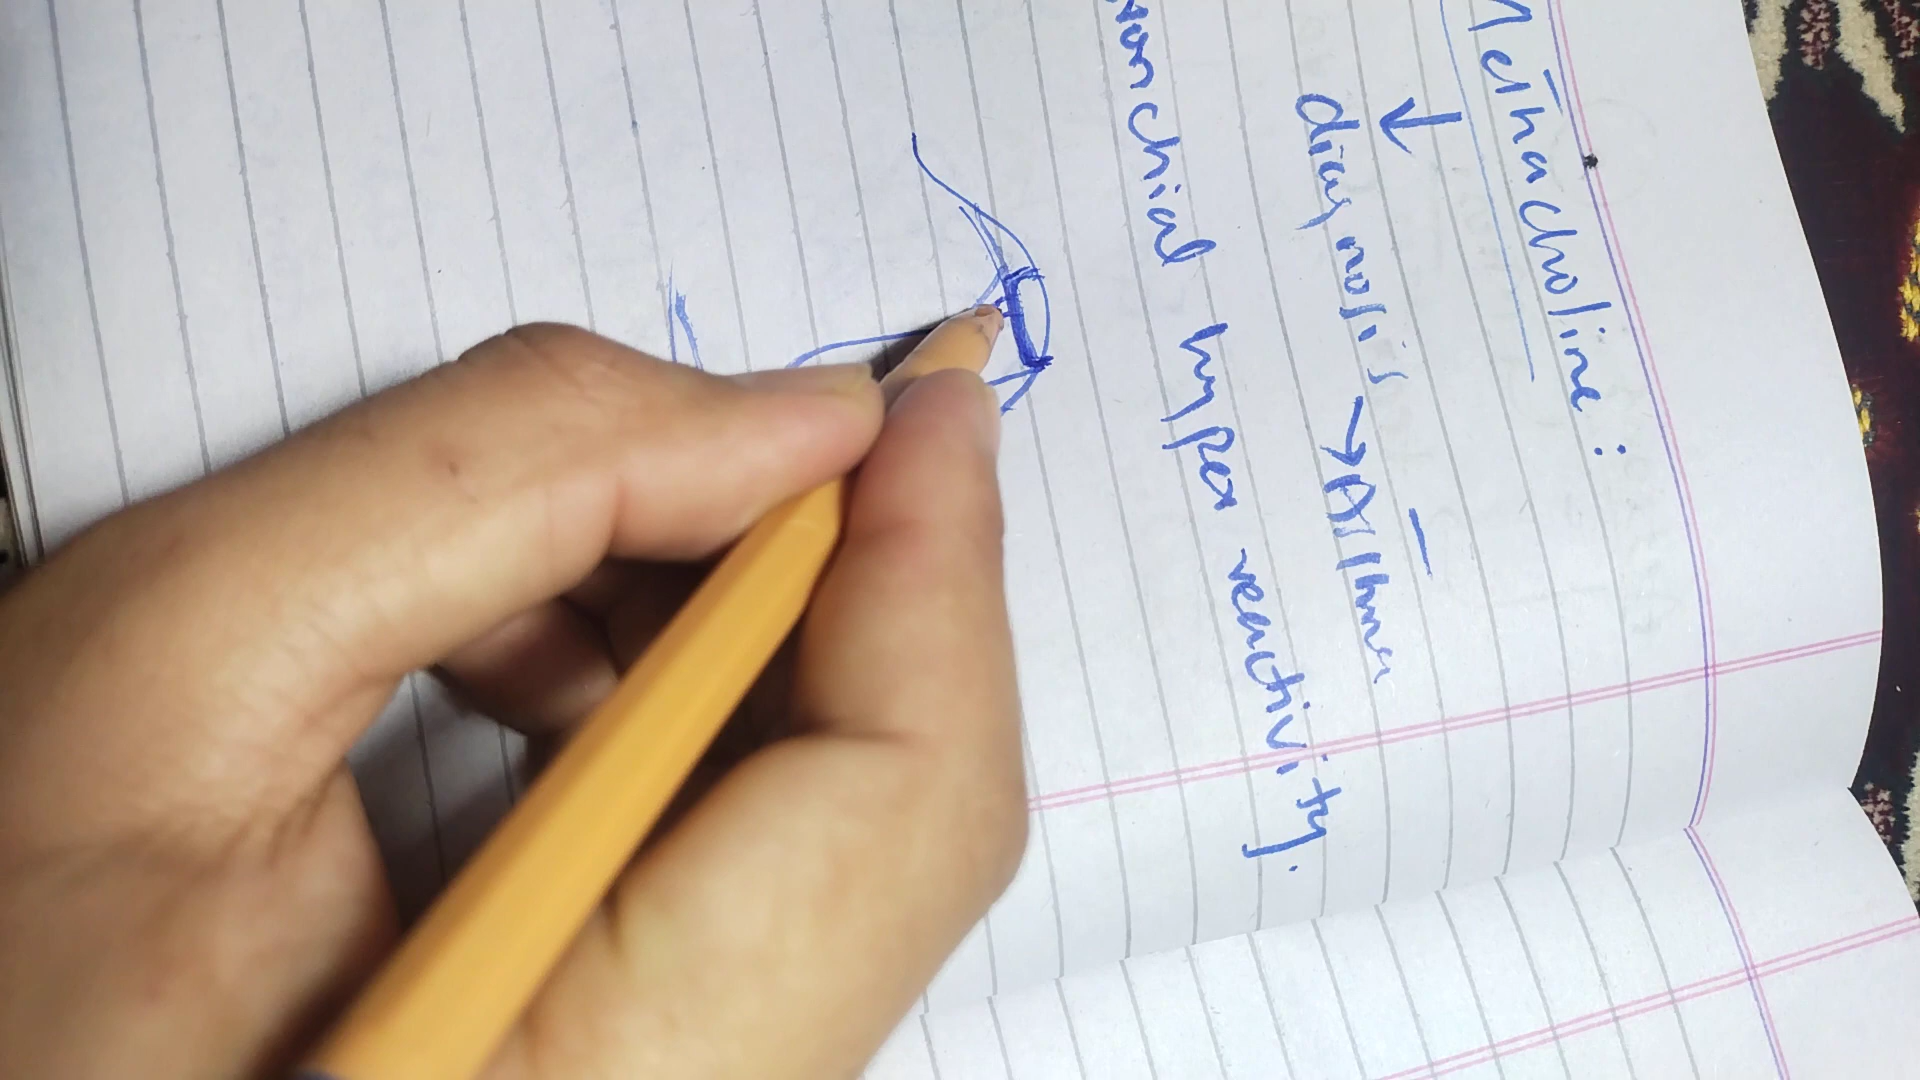 Methacholine :
↓
diagnosis → Asthma
bronchial hyper reactivity.